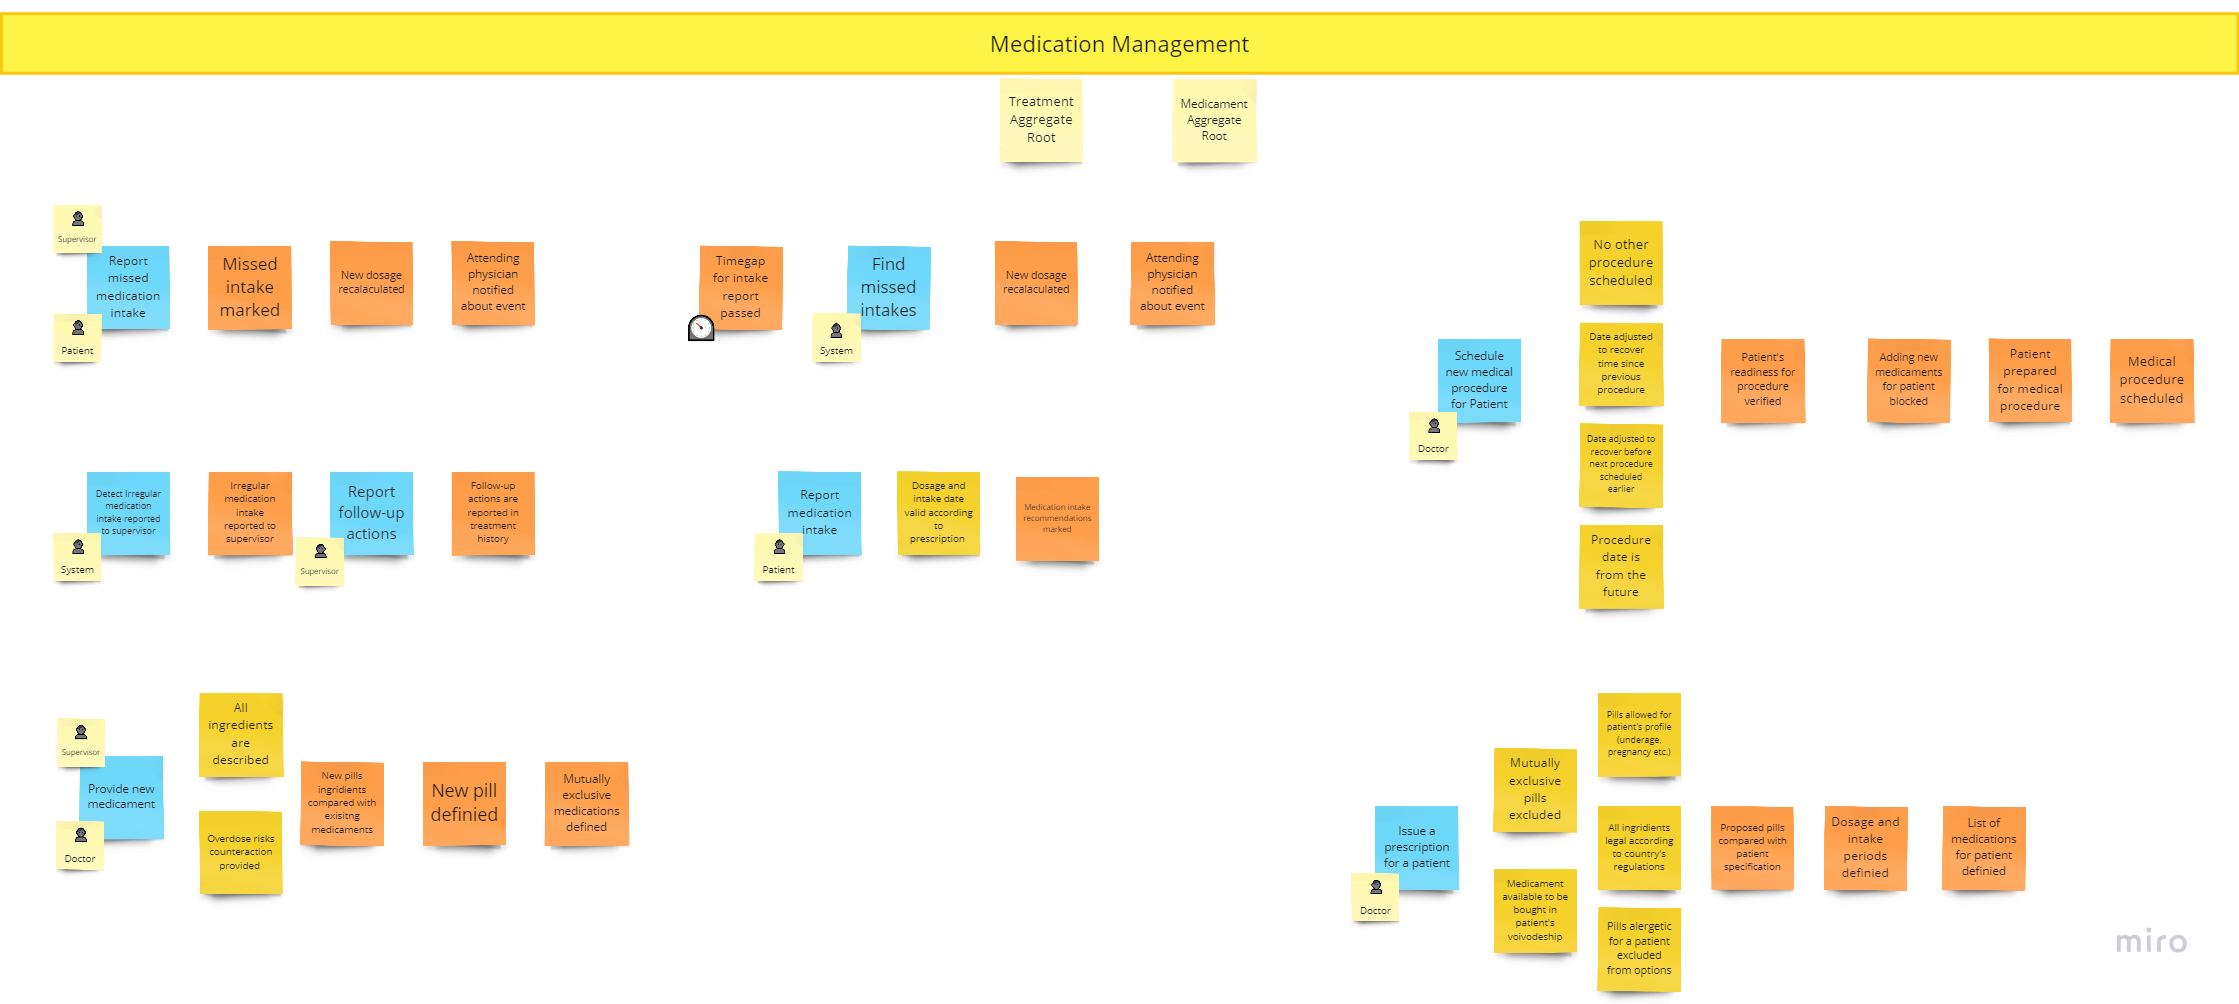 Medication Management
Treatment
Aggregate
Root
Medicament
Aggregate
Root
Supervisor
Report
missed
medication
intake
Patient
Missed
intake
marked
New dosage
recalaculated
Attending
physician
notified
about event
Timegap
for intake
report
passed
Find
missed
intakes
System
New dosage
recalaculated
Attending
physician
notified
about event
Schedule
new medical
procedure
for Patient
Doctor
No other
procedure
scheduled
Date adjusted
to recover
time since
previous
procedure
Date adjusted to
recover before
next procedure
scheduled
earlier
Procedure
date is
from the
future
Patient's
readiness for
procedure
verified
Adding new
medicaments
for patient
blocked
Patient
prepared
for medical
procedure
Medical
procedure
scheduled
Detect Irregular
medication
intake reported
to supervisor
System
Irregular
medication
intake
reported to
supervisor
Report
follow-up
actions
Supervisor
Follow-up
actions are
reported in
treatment
history
Report
medication
intake
Patient
Dosage and
intake date
valid according
to
prescription
Medication intake
recommendations
marked
Supervisor
Provide new
medicament
Doctor
All
ingredients
are
described
Overdose risks
counteraction
provided
New pills
ingridients
compared with
exisitng
medicaments
New pill
definied
Mutually
exclusive
medications
defined
Issue a
prescription
for a patient
Doctor
Mutually
exclusive
pills
excluded
Medicament
available to be
bought in
patient's
voivodeship
Pills allowed for
patient's profile
(underage,
pregnancy etc.)
All ingridients
legal according
to country's
regulations
Pills alergetic
for a patient
excluded
from options
Proposed pills
compared with
patient
specification
Dosage and
intake
periods
definied
List of
medications
for patient
definied
miro